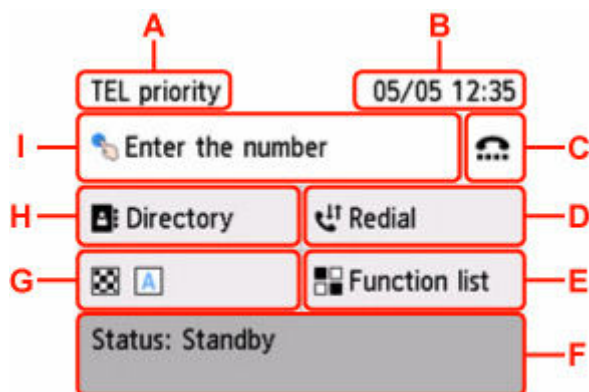 A B
TEL priority 05/05 12:35
I Enter the number C
H Directory Redial D
G A Function list E
Status: Standby
F